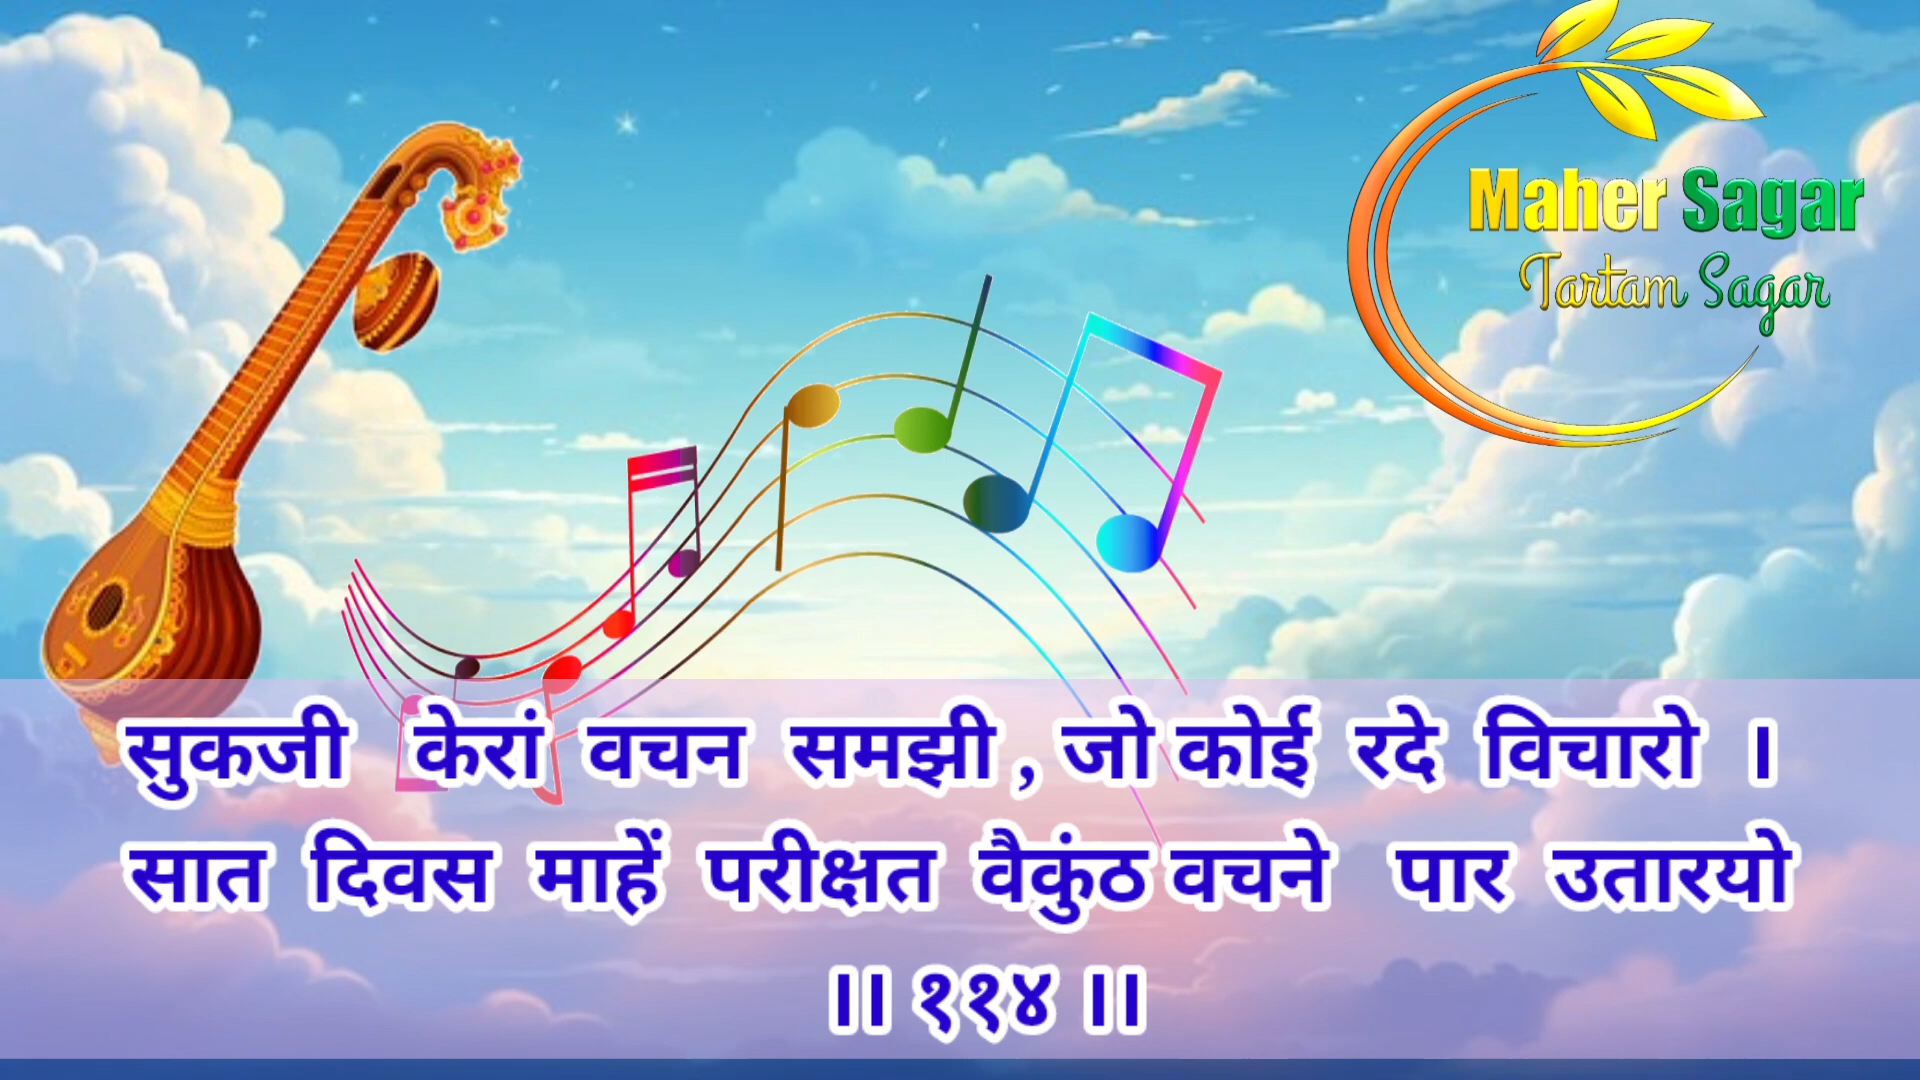 Maher Sagar
Tartam Sagar
सुकजी केरां वचन समझी , जो कोई रदे विचारो ।
सात दिवस माहें परीक्षत वैकुंठ वचने पार उतारयो
।। ११४ ।।